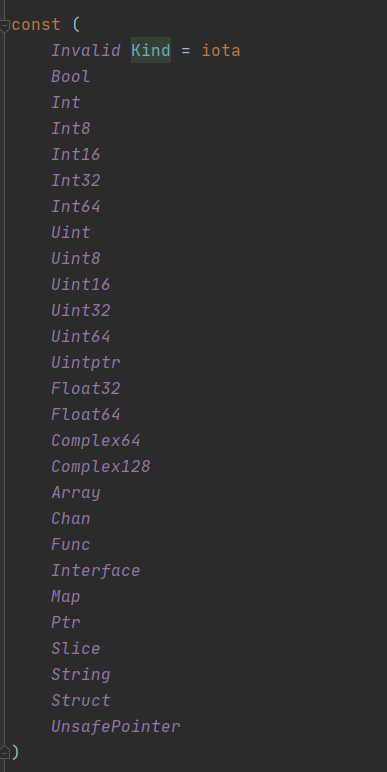 const (
Invalid Kind = iota
Bool
Int
Int8
Int16
Int32
Int64
Uint
Uint8
Uint16
Uint32
Uint64
Uintptr
Float32
Float64
Complex64
Complex128
Array
Chan
Func
Interface
Map
Ptr
Slice
String
Struct
UnsafePointer
)